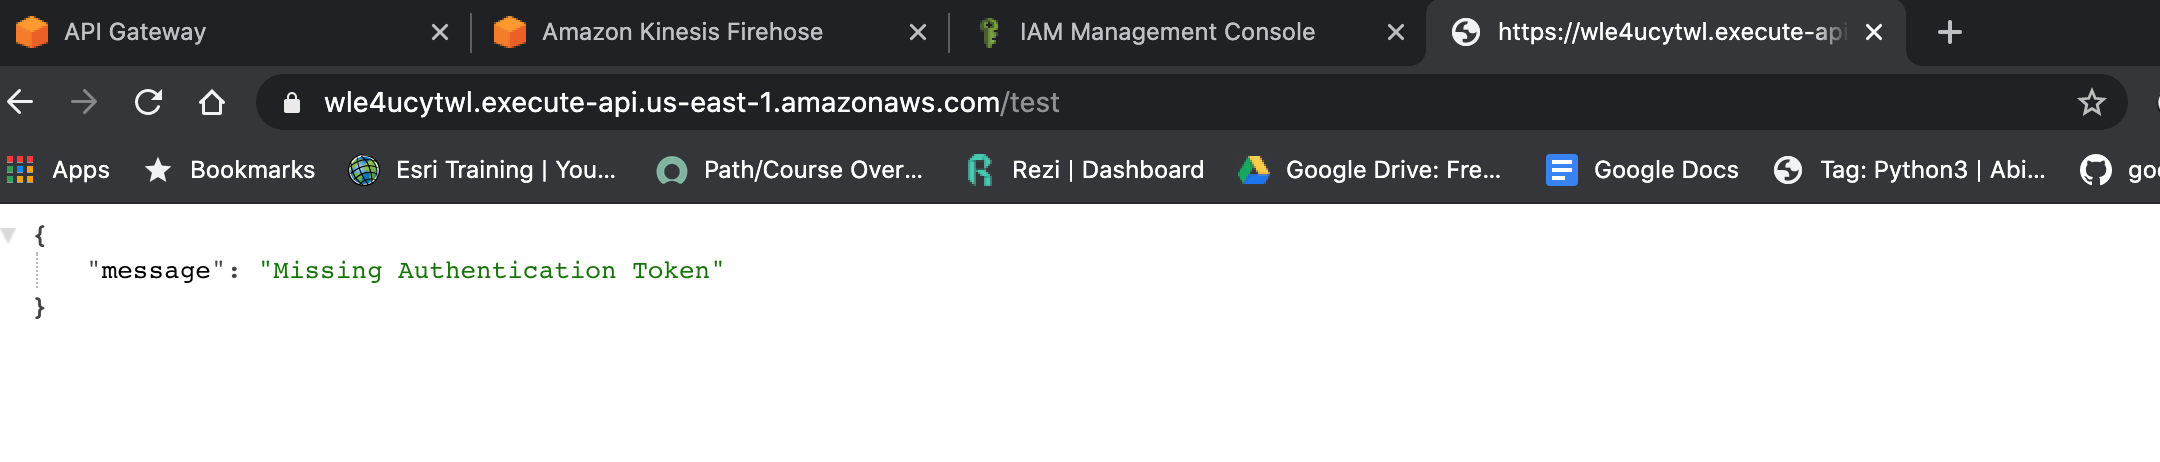 API Gateway
Amazon Kinesis Firehose
IAM Management Console
https://wle4ucytwl.execute-api
wle4ucytwl.execute-api.us-east-1.amazonaws.com/test
Apps
Bookmarks
Esri Training | You...
Path/Course Over...
Rezi | Dashboard
Google Drive: Fre...
Google Docs
Tag: Python3 | Abi...
goo
{
"message": "Missing Authentication Token"
}